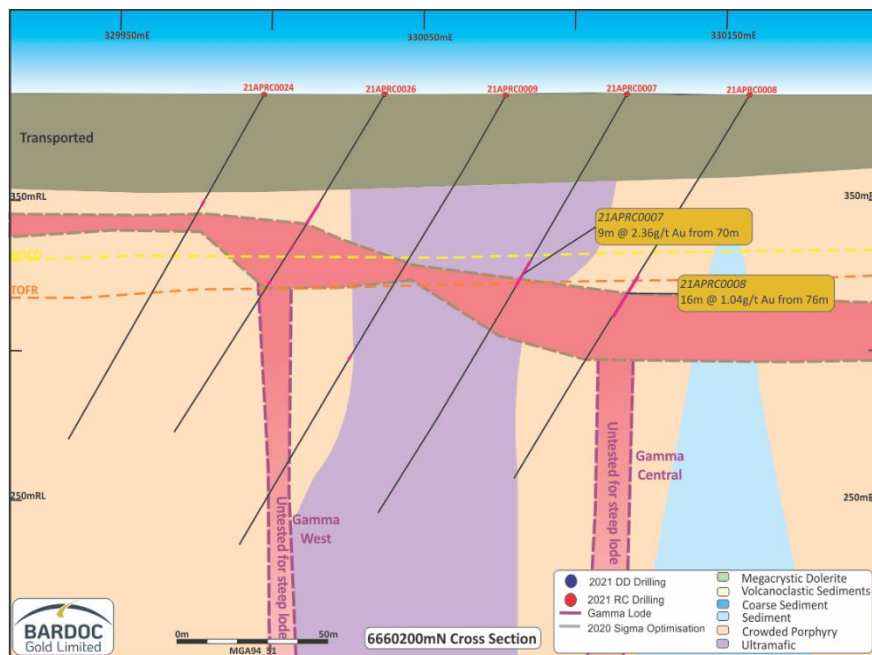 329950mE
330050mE
330150mE
21APRC0024
21APRC0026
21APRC0009
21APRC0007
21APRC0008
Transported
350mRL
350m
21APRC0007
9m @ 2.36g/t Au from 70m
TOFR
21APRC0008
16m @ 1.04g/t Au from 76m
Untested for steep lode
Gamma
West
Untested for steep lode
Gamma
Central
250mRL
250m
2021 DD Drilling
2021 RC Drilling
Gamma Lode
2020 Sigma Optimisation
Megacrystic Dolerite
Volcanoclastic Sediments
Coarse Sediment
Sediment
Crowded Porphyry
Ultramafic
BARDOC
Gold Limited
0m
50m
MGA94_51
6660200mN Cross Section